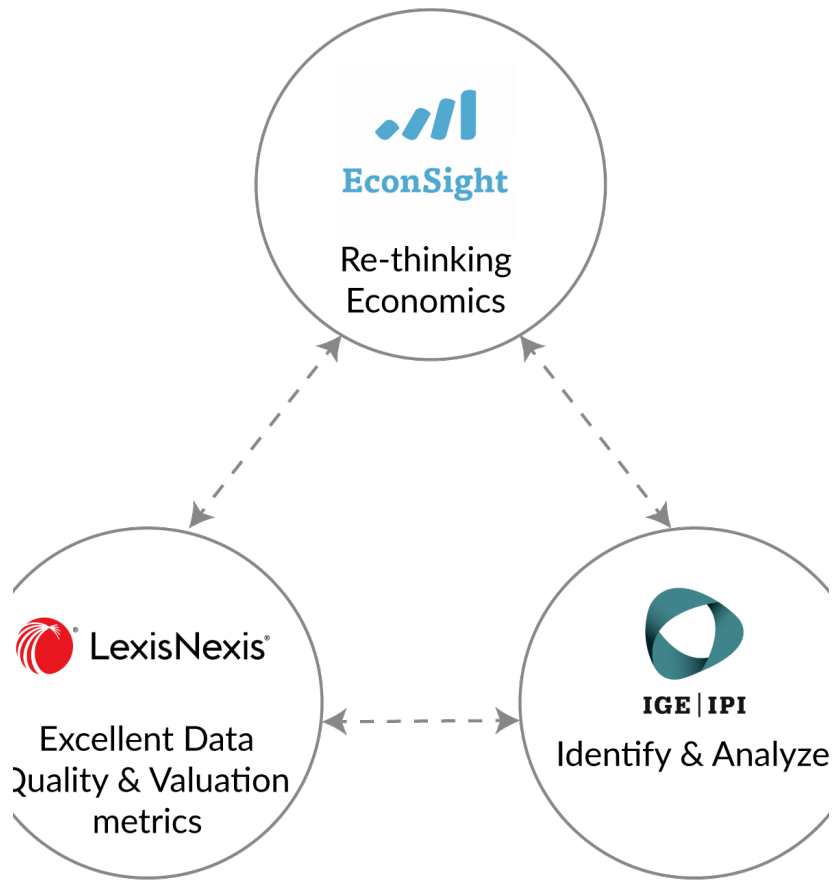 EconSight
Re-thinking
Economics
LexisNexis®
Excellent Data
Quality & Valuation
metrics
IGE | IPI
Identify & Analyze